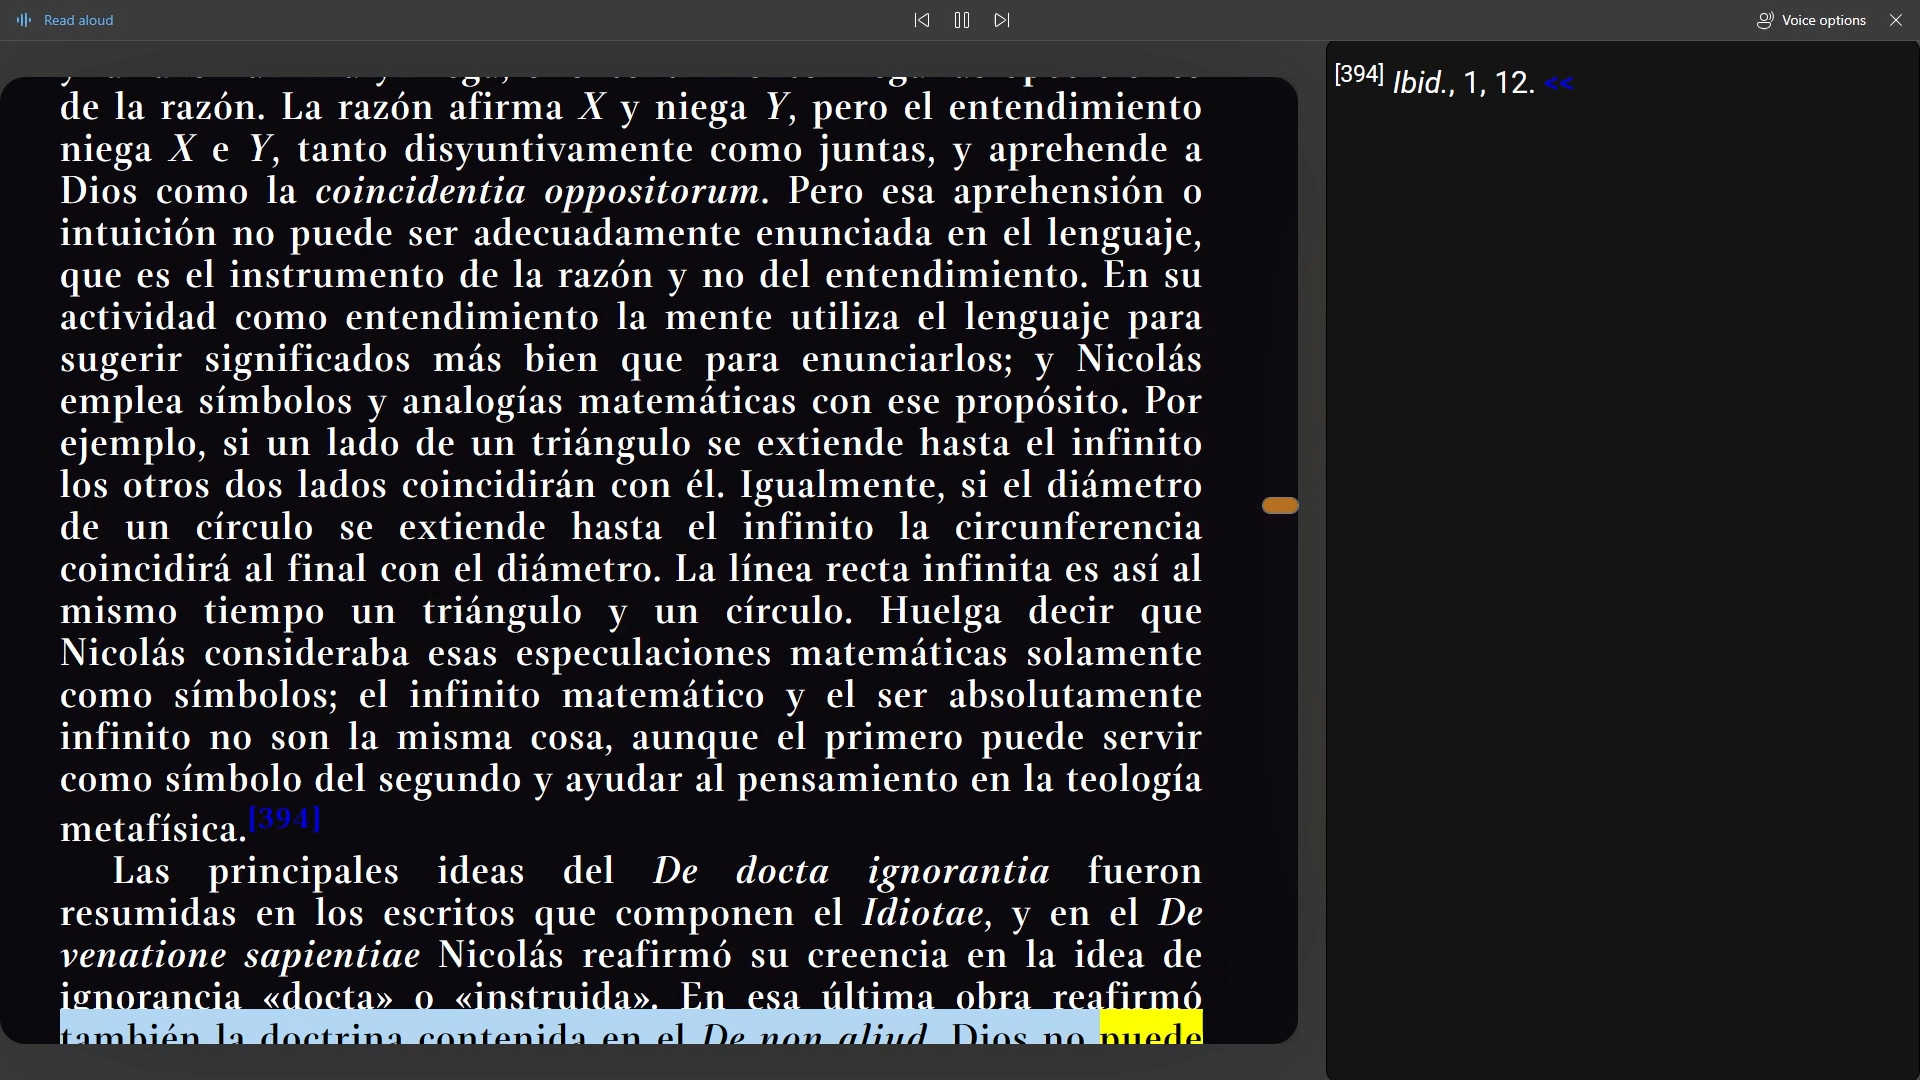 Read aloud
Voice options
de la razón. La razón afirma X y niega Y, pero el entendimiento
niega X e Y, tanto disyuntivamente como juntas, y aprehende a
Dios como la coincidentia oppositorum. Pero esa aprehensión o
intuición no puede ser adecuadamente enunciada en el lenguaje,
que es el instrumento de la razón y no del entendimiento. En su
actividad como entendimiento la mente utiliza el lenguaje para
sugerir significados más bien que para enunciarlos; y Nicolás
emplea símbolos y analogías matemáticas con ese propósito. Por
ejemplo, si un lado de un triángulo se extiende hasta el infinito
los otros dos lados coincidirán con él. Igualmente, si el diámetro
de un círculo se extiende hasta el infinito la circunferencia
coincidirá al final con el diámetro. La línea recta infinita es así al
mismo tiempo un triángulo y un círculo. Huelga decir que
Nicolás consideraba esas especulaciones matemáticas solamente
como símbolos; el infinito matemático y el ser absolutamente
infinito no son la misma cosa, aunque el primero puede servir
como símbolo del segundo y ayudar al pensamiento en la teología
metafísica.[394]
Las principales ideas del De docta ignorantia fueron
resumidas en los escritos que componen el Idiotae, y en el De
venatione sapientiae Nicolás reafirmó su creencia en la idea de
ignorancia «docta» o «instruida». En esa última obra reafirmó
también la doctrina contenida en el De non aliud. Dios no puede
[394] Ibid., 1, 12. <<